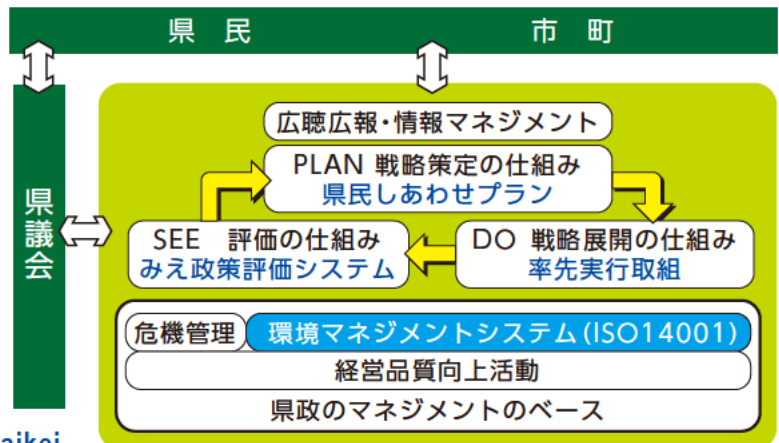 県 民
市 町
県議会
広聴広報・情報マネジメント
PLAN 戦略策定の仕組み
県民しあわせプラン
SEE 評価の仕組み
みえ政策評価システム
DO 戦略展開の仕組み
率先実行取組
危機管理
環境マネジメントシステム(ISO14001)
経営品質向上活動
県政のマネジメントのベース
aikei